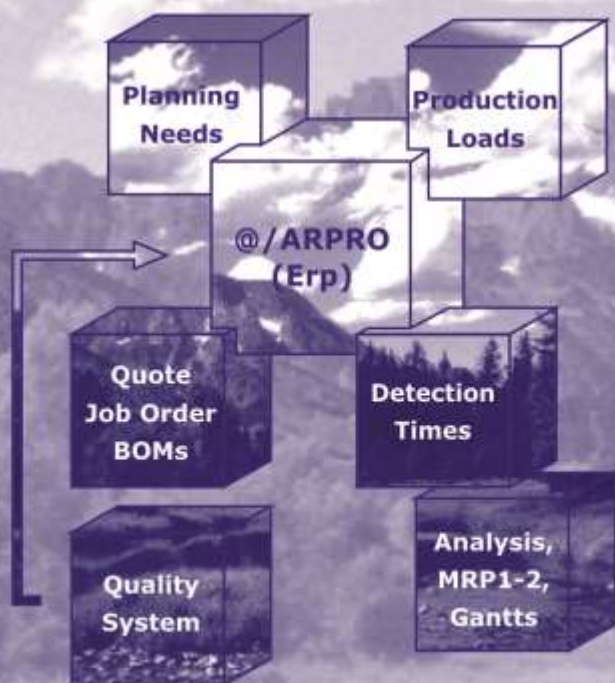 Planning
Needs
Production
Loads
@/ARPRO
(Erp)
Quote
Job Order
BOMs
Detection
Times
Quality
System
Analysis,
MRP1-2,
Gantts